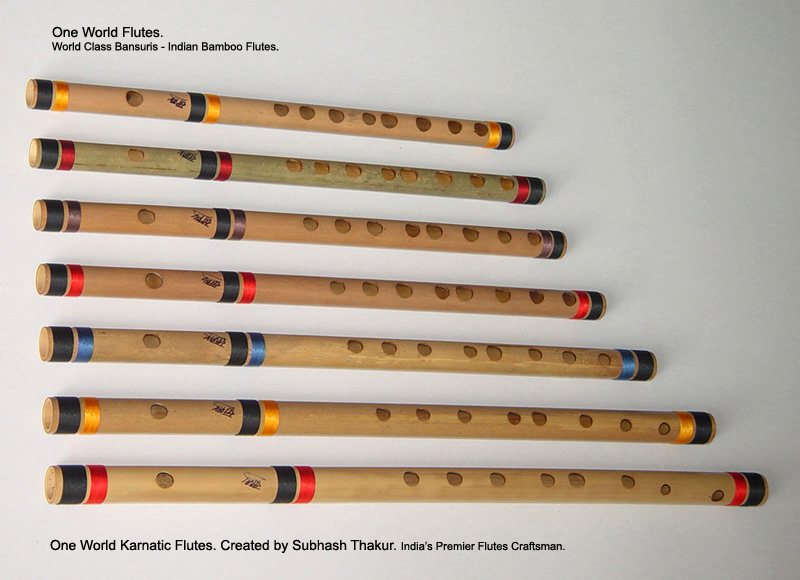 One World Flutes.
World Class Bansuris - Indian Bamboo Flutes.
One World Karnatic Flutes. Created by Subhash Thakur. India's Premier Flutes Craftsman.